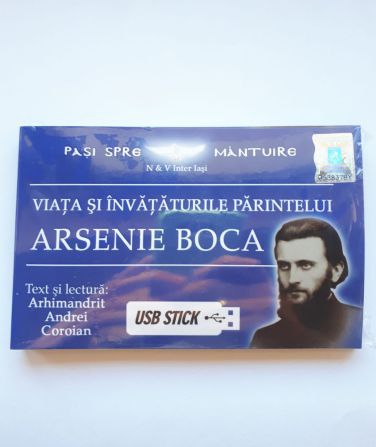 PAȘI SPRE MÂNTUIRE
N & V Inter Iași
VIAȚA ȘI ÎNVĂȚĂTURILE PĂRINTELUI
ARSENIE BOCA
Text și lectură:
Arhimandrit
Andrei
Coroian
USB STICK